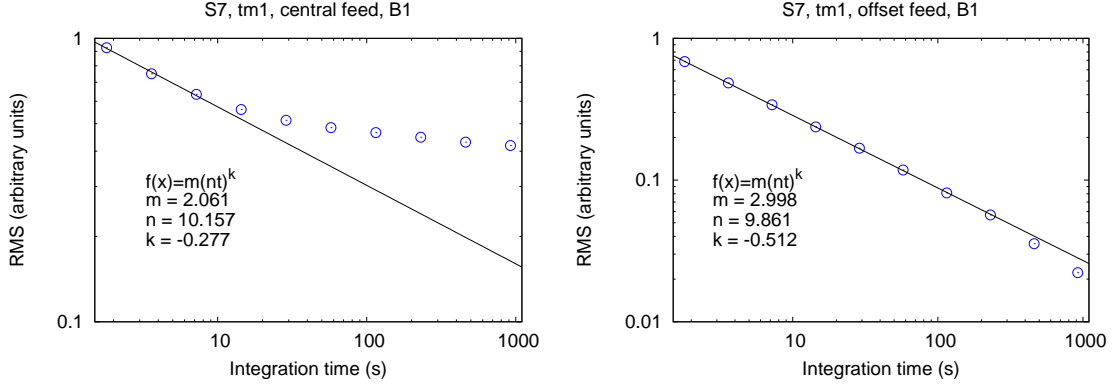 S7, tm1, central feed, B1
1
RMS (arbitrary units)
f(x)=m(nt)^k
m = 2.061
n = 10.157
k = -0.277
0.1
10
100
1000
Integration time (s)
S7, tm1, offset feed, B1
1
0.1
RMS (arbitrary units)
f(x)=m(nt)^k
m = 2.998
n = 9.861
k = -0.512
0.01
10
100
1000
Integration time (s)